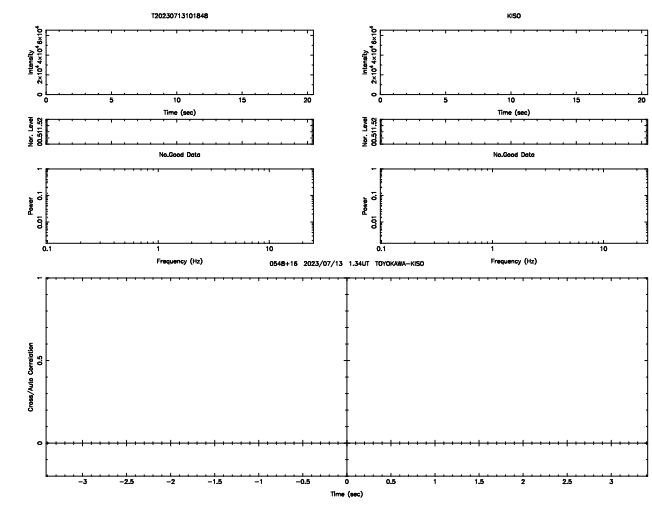 T20230713101848 KISO
Intensity
0 2×10⁴ 4×10⁴ 6×10⁴
0 5 10 15 20
Time (sec)
Intensity
0 2×10⁴ 4×10⁴ 6×10⁴
0 5 10 15 20
Time (sec)
Nor. Level
00.511.52
Nor. Level
00.511.52
No.Good Data
Power
1
0.1
0.01
0.1 1 10
Frequency (Hz)
No.Good Data
Power
1
0.1
0.01
0.1 1 10
Frequency (Hz)
0548+16 2023/07/13 1.34UT TOYOKAWA-KISO
Cross/Auto Correlation
1
0.5
0
-3 -2.5 -2 -1.5 -1 -0.5 0 0.5 1 1.5 2 2.5 3
Time (sec)